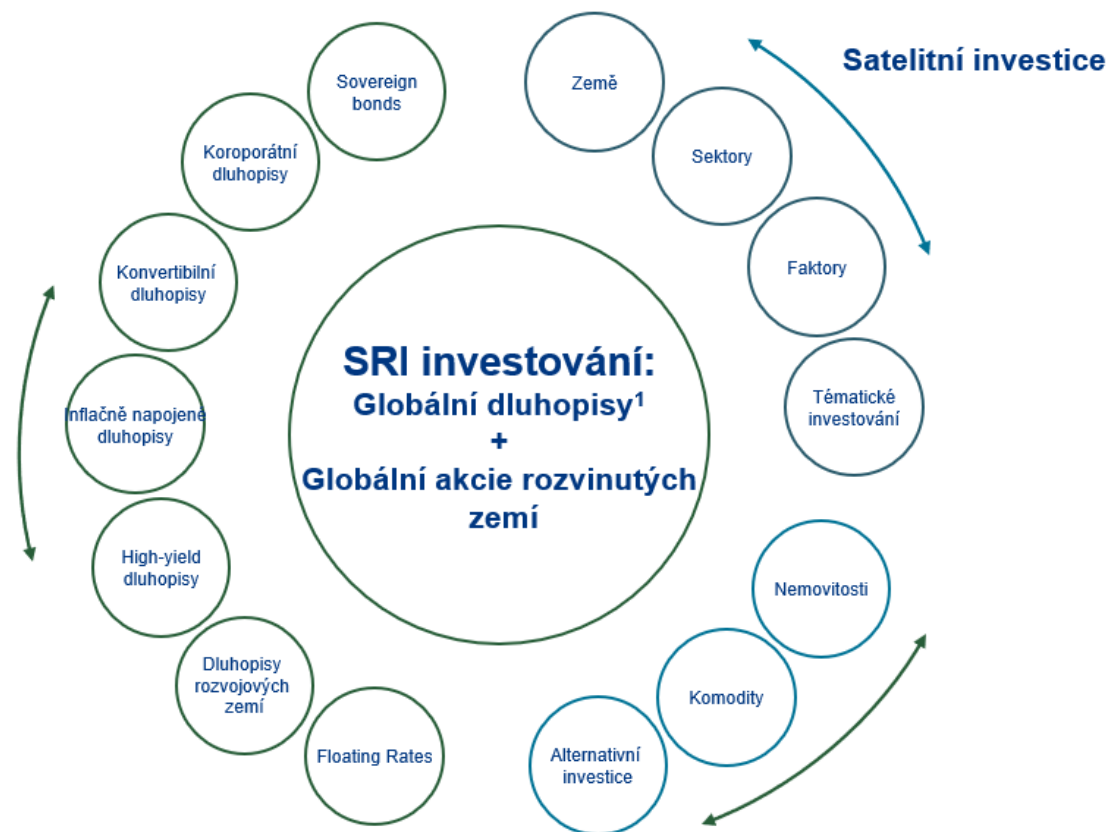 Satelitní investice
Sovereign
bonds
Koroporátní
dluhopisy
Konvertibilní
dluhopisy
Inflačně napojené
dluhopisy
High-yield
dluhopisy
Dluhopisy
rozvojových
zemí
Floating Rates
SRI investování:
Globální dluhopisy¹
+
Globální akcie rozvinutých
zemí
Země
Sektory
Faktory
Tématické
investování
Nemovitosti
Komodity
Alternativní
investice